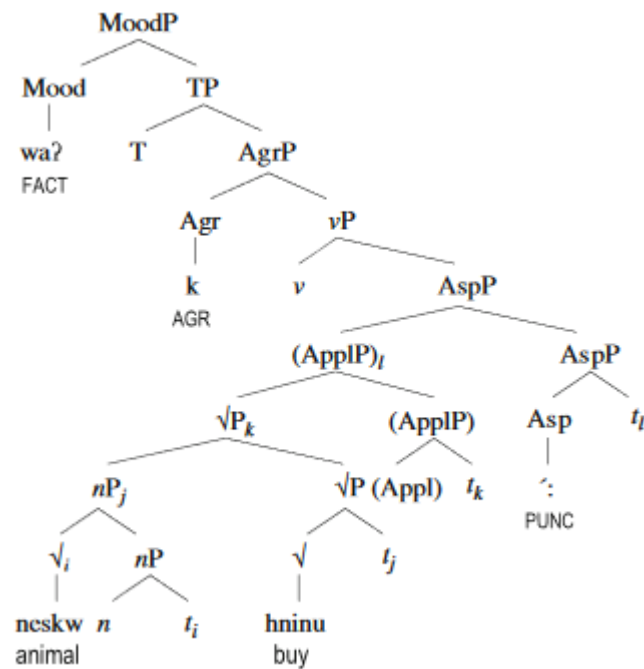 MoodP
Mood TP
waʔ T AgrP
FACT
Agr vP
k v AspP
AGR
(ApplP)l AspP
√Pk (ApplP) Asp tl
nPj √P (Appl) tk ´:
PUNC
√i nP √ tj
neskw n ti hninu
animal buy